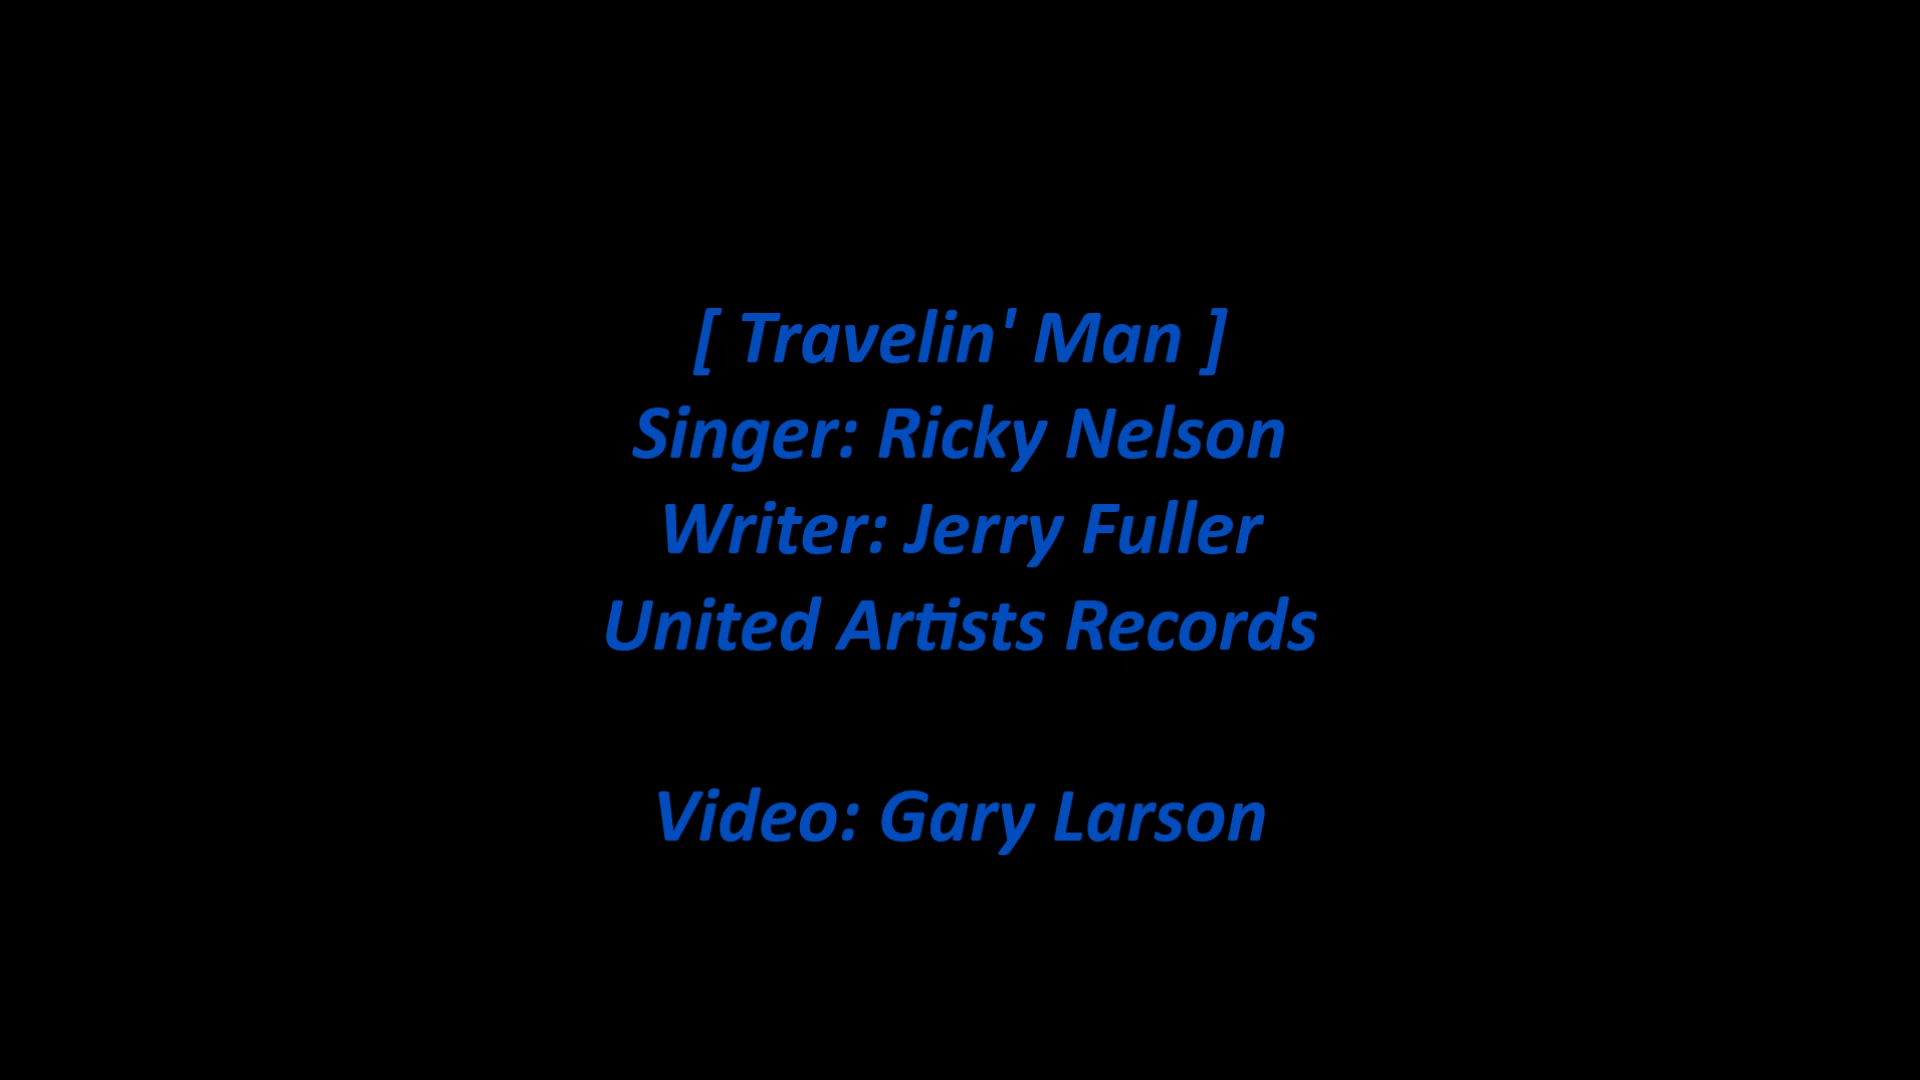 [ Travelin' Man ]
Singer: Ricky Nelson
Writer: Jerry Fuller
United Artists Records
Video: Gary Larson